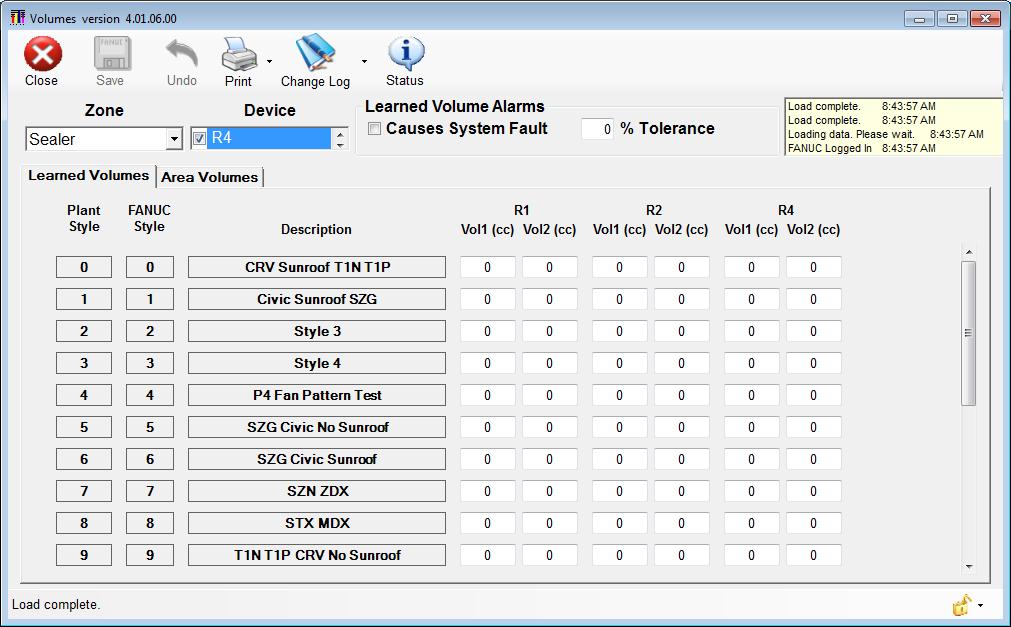 Volumes version 4.01.06.00
FANUC
Close Save Undo Print Change Log Status
Zone Device
Sealer R4
Learned Volume Alarms
Causes System Fault 0 % Tolerance
Load complete. 8:43:57 AM
Load complete. 8:43:57 AM
Loading data. Please wait. 8:43:57 AM
FANUC Logged In 8:43:57 AM
Learned Volumes Area Volumes
Plant FANUC R1 R2 R4
Style Style Description Vol1 (cc) Vol2 (cc) Vol1 (cc) Vol2 (cc) Vol1 (cc) Vol2 (cc)
0 0 CRV Sunroof T1N T1P 0 0 0 0 0 0
1 1 Civic Sunroof SZG 0 0 0 0 0 0
2 2 Style 3 0 0 0 0 0 0
3 3 Style 4 0 0 0 0 0 0
4 4 P4 Fan Pattern Test 0 0 0 0 0 0
5 5 SZG Civic No Sunroof 0 0 0 0 0 0
6 6 SZG Civic Sunroof 0 0 0 0 0 0
7 7 SZN ZDX 0 0 0 0 0 0
8 8 STX MDX 0 0 0 0 0 0
9 9 T1N T1P CRV No Sunroof 0 0 0 0 0 0
Load complete.